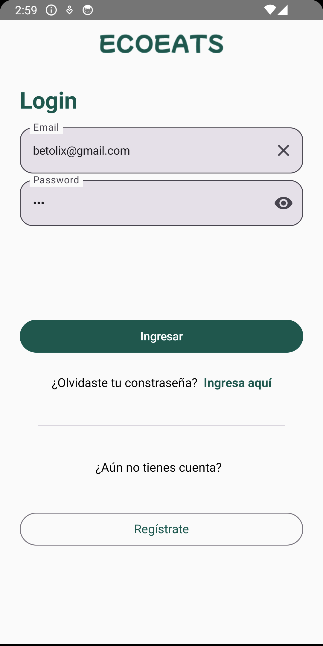 2:59
ECOEATS
Login
Email
betolix@gmail.com
Password
•••
Ingresar
¿Olvidaste tu constraseña? Ingresa aquí
¿Aún no tienes cuenta?
Regístrate